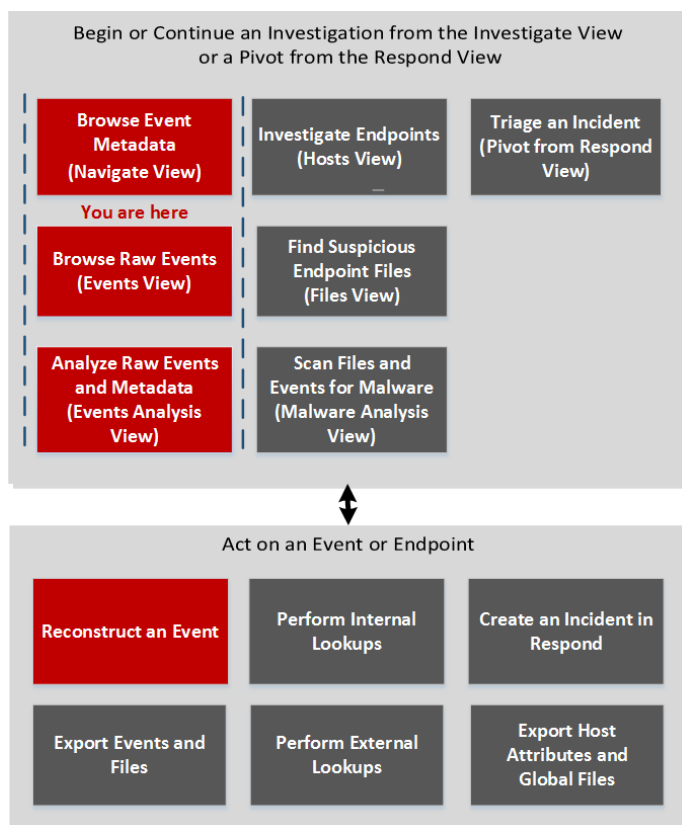 Begin or Continue an Investigation from the Investigate View
or a Pivot from the Respond View
Browse Event
Metadata
(Navigate View)
Investigate Endpoints
(Hosts View)
Triage an Incident
(Pivot from Respond
View)
You are here
Browse Raw Events
(Events View)
Find Suspicious
Endpoint Files
(Files View)
Analyze Raw Events
and Metadata
(Events Analysis
View)
Scan Files and
Events for Malware
(Malware Analysis
View)
Act on an Event or Endpoint
Reconstruct an Event
Perform Internal
Lookups
Create an Incident in
Respond
Export Events and
Files
Perform External
Lookups
Export Host
Attributes and
Global Files